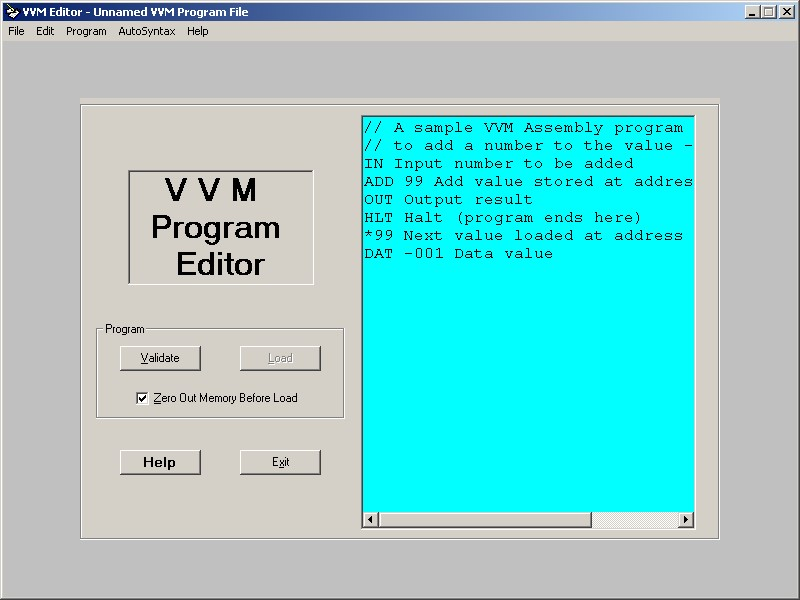 VVM Editor - Unnamed VVM Program File
File Edit Program AutoSyntax Help
V V M
Program
Editor
// A sample VVM Assembly program
// to add a number to the value -
IN Input number to be added
ADD 99 Add value stored at addres
OUT Output result
HLT Halt (program ends here)
*99 Next value loaded at address
DAT -001 Data value
Program
Validate Load
Zero Out Memory Before Load
Help Exit